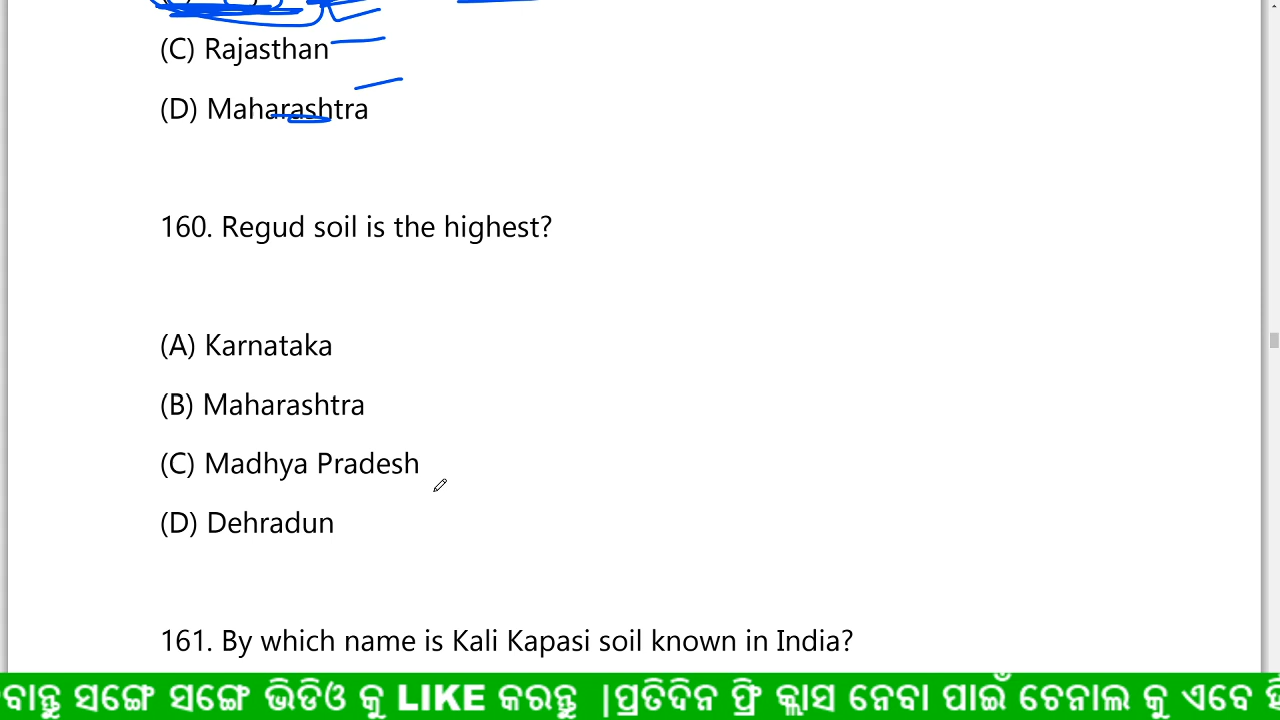 (C) Rajasthan
(D) Maharashtra
160. Regud soil is the highest?
(A) Karnataka
(B) Maharashtra
(C) Madhya Pradesh
(D) Dehradun
161. By which name is Kali Kapasi soil known in India?
ସଙ୍ଗେ ସଙ୍ଗେ ଭିଡିଓ କୁ LIKE କରନ୍ତୁ |ପ୍ରତିଦିନ ଫ୍ରି କ୍ଲାସ ନେବା ପାଇଁ ଚେନାଲ କୁ ଏବେ